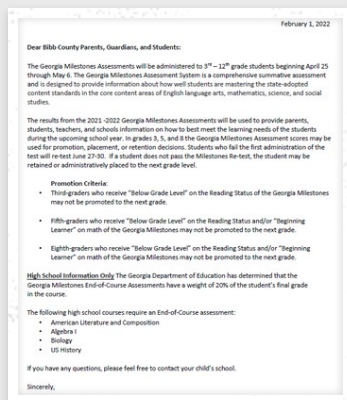 February 1, 2022
Dear Bibb County Parents, Guardians, and Students:
The Georgia Milestones Assessments will be administered to 3rd – 12th grade students beginning April 25
through May 6. The Georgia Milestones Assessment System is a comprehensive summative assessment
and is designed to provide information about how well students are mastering the state-adopted
content standards in the core content areas of English language arts, mathematics, science, and social
studies.
The results from the 2021 -2022 Georgia Milestones Assessments will be used to provide parents,
students, teachers, and schools information on how to best meet the learning needs of the students
during the upcoming school year. In grades 3, 5, and 8 the Georgia Milestones Assessment scores may be
used for promotion, placement, or retention decisions. Students who fail the first administration of the
test will re-test June 27-30. If a student does not pass the Milestones Re-test, the student may be
retained or administratively placed to the next grade level.
Promotion Criteria:
• Third-graders who receive "Below Grade Level" on the Reading Status of the Georgia Milestones
may not be promoted to the next grade.
• Fifth-graders who receive "Below Grade Level" on the Reading Status and/or "Beginning
Learner" on math of the Georgia Milestones may not be promoted to the next grade level.
• Eighth-graders who receive "Below Grade Level" on the Reading Status and/or "Beginning
Learner" on math of the Georgia Milestones may not be promoted to the next grade level.
High School Information Only The Georgia Department of Education has determined that the
Georgia Milestones End-of-Course Assessments have a weight of 20% of the student's final grade
in the course.
The following high school courses require an End-of-Course assessment:
• American Literature and Composition
• Algebra I
• Biology
• US History
If you have any questions, please feel free to contact your child's school.
Sincerely,